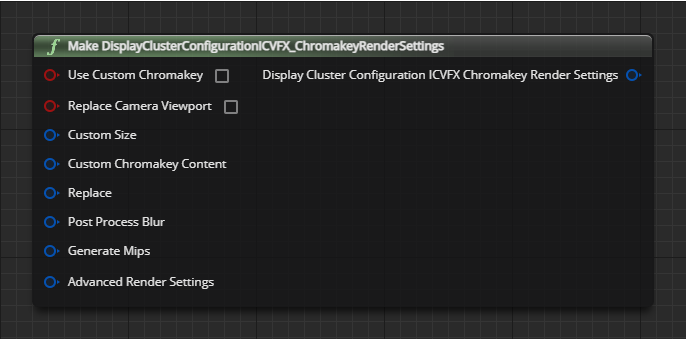 f Make DisplayClusterConfigurationICVFX_ChromakeyRenderSettings
Use Custom Chromakey Display Cluster Configuration ICVFX Chromakey Render Settings
Replace Camera Viewport
Custom Size
Custom Chromakey Content
Replace
Post Process Blur
Generate Mips
Advanced Render Settings